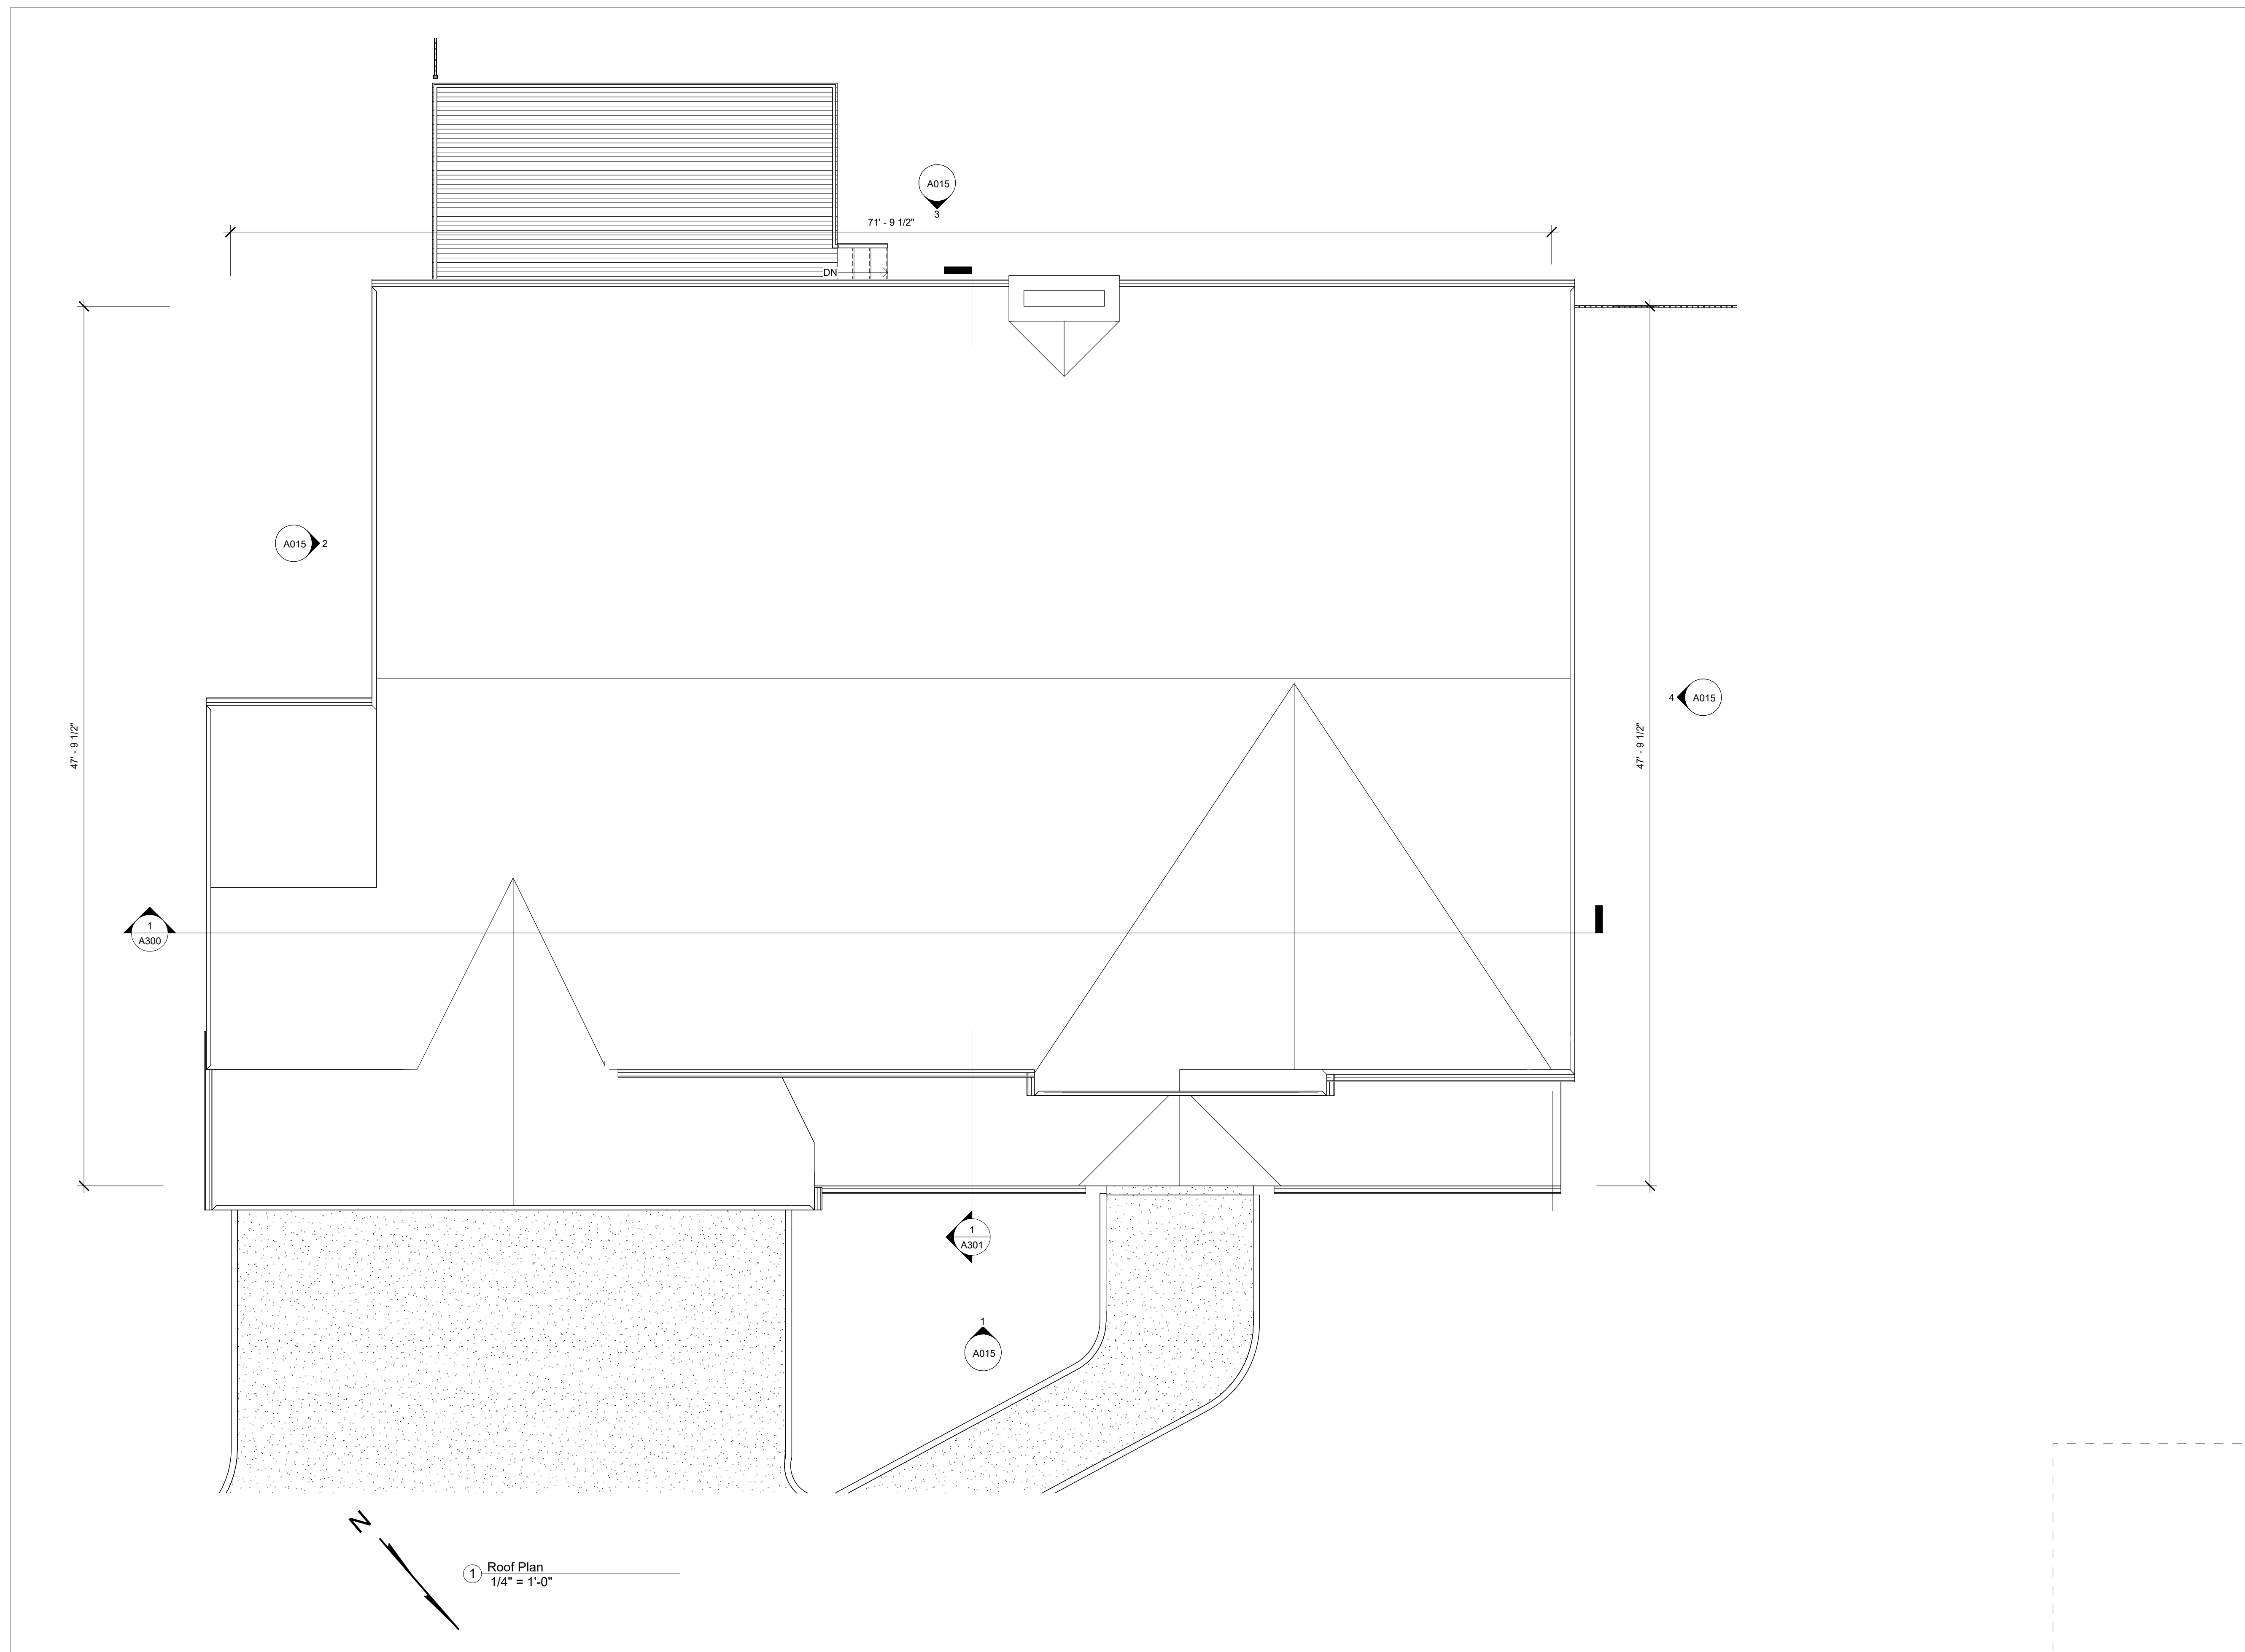 A015
3
71' - 9 1/2"
DN
A015
2
47' - 9 1/2"
47' - 9 1/2"
4
A015
1
A300
1
A301
1
A015
N
1
Roof Plan
1/4" = 1'-0"